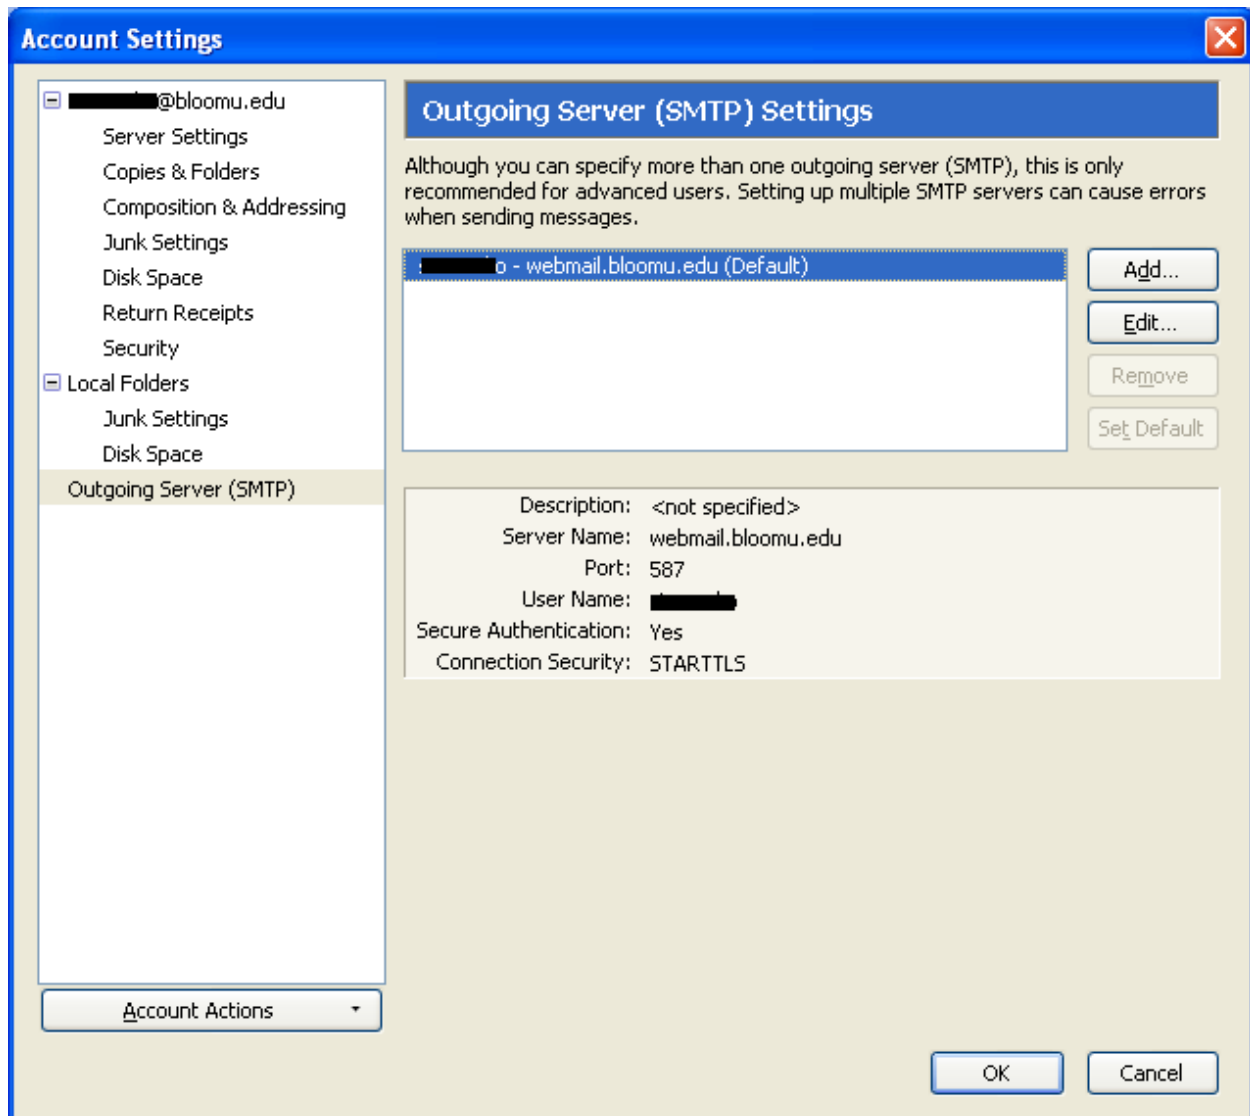 Account Settings
@bloomu.edu
Server Settings
Copies & Folders
Composition & Addressing
Junk Settings
Disk Space
Return Receipts
Security
Local Folders
Junk Settings
Disk Space
Outgoing Server (SMTP)
Account Actions
Outgoing Server (SMTP) Settings
Although you can specify more than one outgoing server (SMTP), this is only
recommended for advanced users. Setting up multiple SMTP servers can cause errors
when sending messages.
o - webmail.bloomu.edu (Default)
Add...
Edit...
Remove
Set Default
Description: <not specified>
Server Name: webmail.bloomu.edu
Port: 587
User Name:
Secure Authentication: Yes
Connection Security: STARTTLS
OK
Cancel